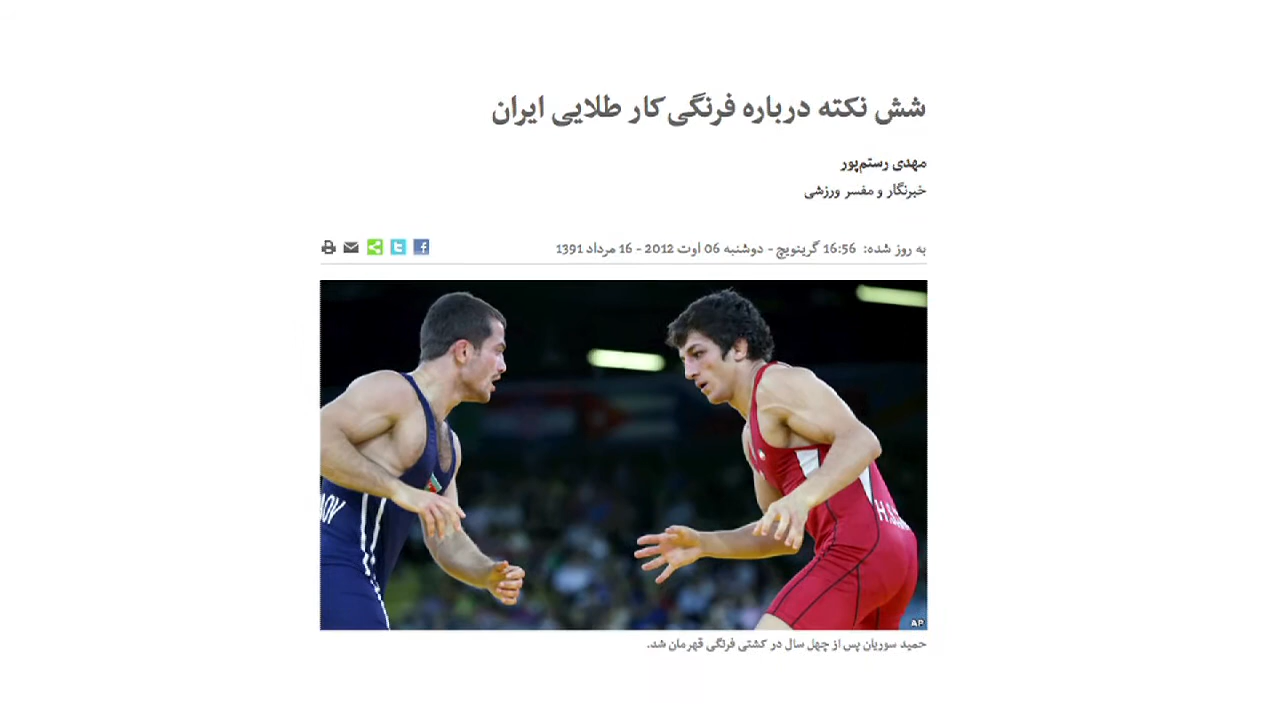 شش نکته درباره فرنگی‌کار طلایی ایران
مهدی رستم‌پور
خبرنگار و مفسر ورزشی
به روز شده: 16:56 گرینویچ - دوشنبه 06 اوت 2012 - 16 مرداد 1391
AP
حمید سوریان پس از چهل سال در کشتی فرنگی قهرمان شد.